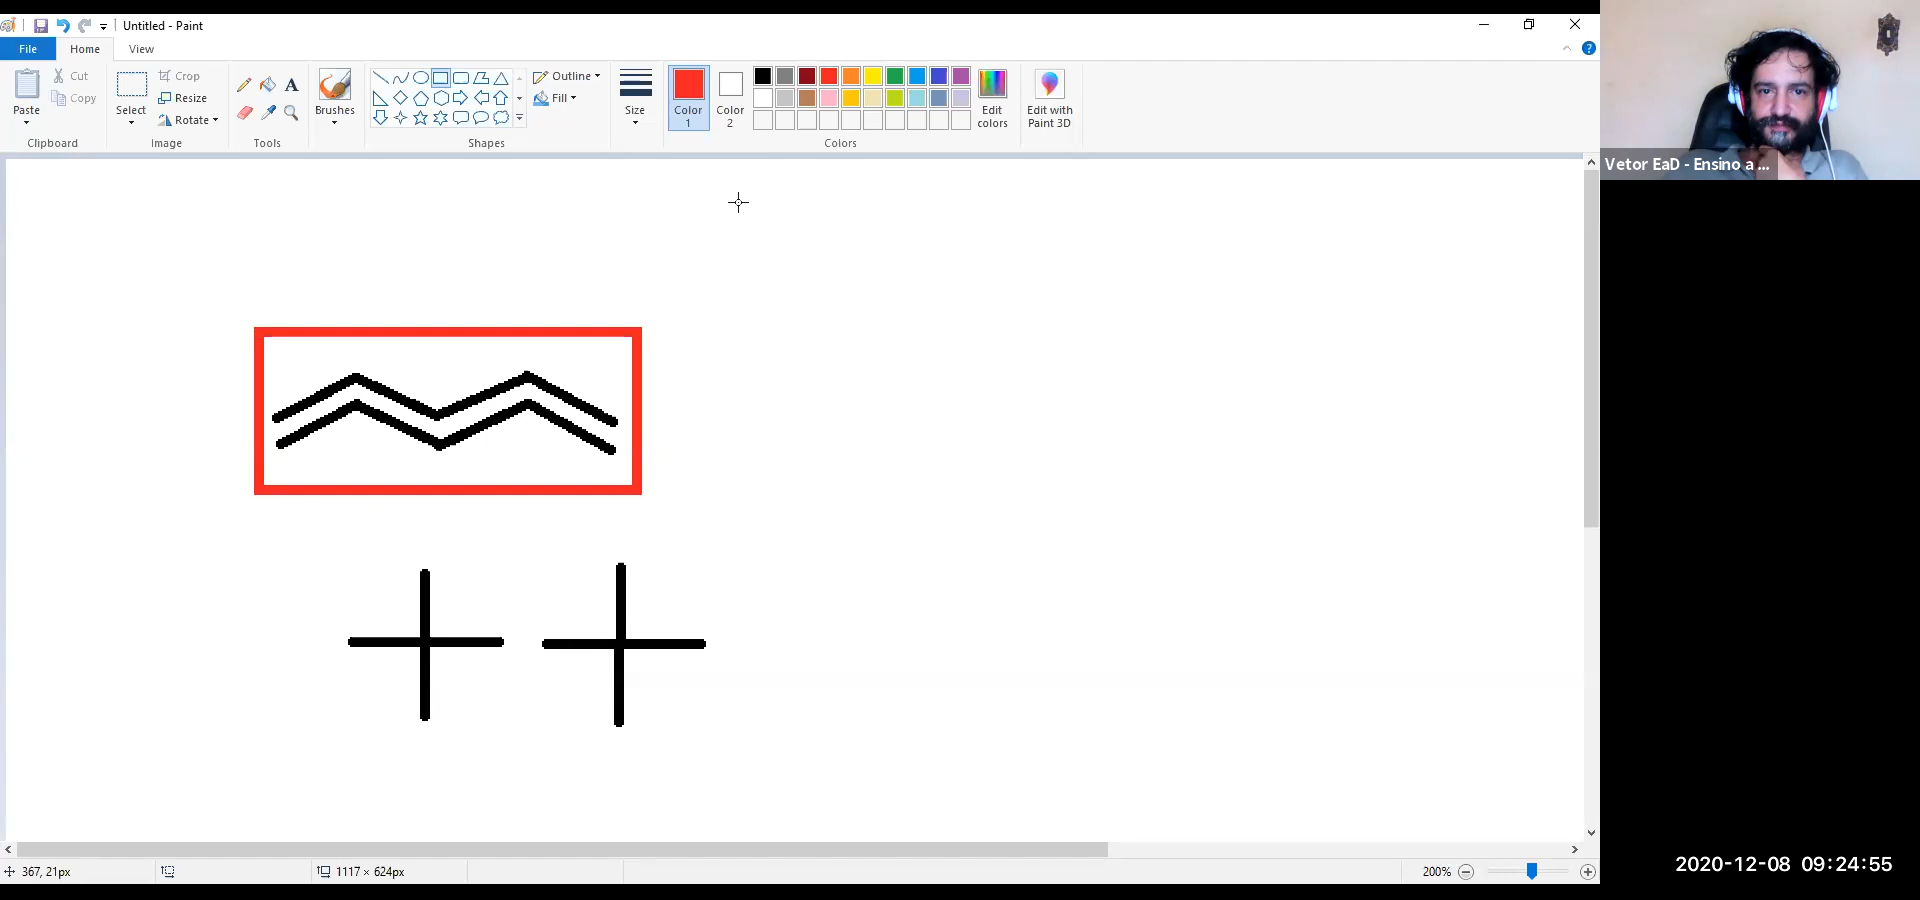 Untitled - Paint
File Home View
Paste
Cut
Copy
Clipboard
Select
Crop
Resize
Rotate
Image
Tools
Brushes
Shapes
Outline
Fill
Size
Color
1
Color
2
Colors
Edit
colors
Edit with
Paint 3D
Vetor EaD - Ensino a ...
367, 21px
1117 × 624px
200%
2020-12-08 09:24:55